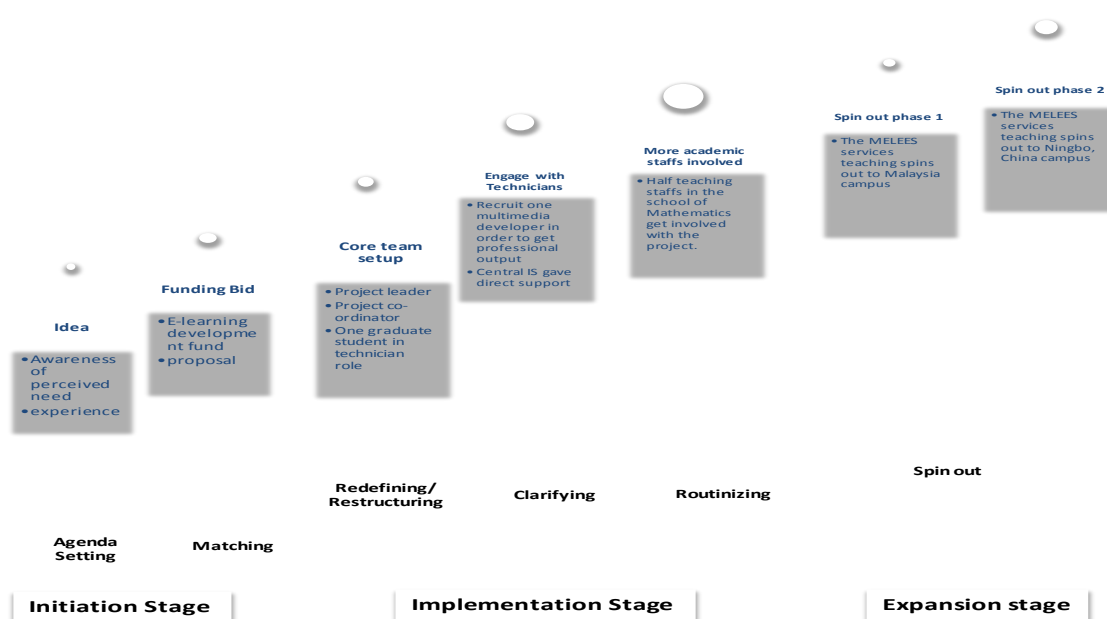 Idea
• Awareness
of
perceived
need
• experience
Funding Bid
• E-learning
developme
nt fund
• proposal
Core team
setup
• Project leader
• Project co-
ordinator
• One graduate
student in
technician
role
Engage with
Technicians
• Recruit one
multimedia
developer in
order to get
professional
output
• Central IS gave
direct support
More academic
staffs involved
• Half teaching
staffs in the
school of
Mathematics
get involved
with the
project.
Spin out phase 1
• The MELEES
services
teaching spins
out to Malaysia
campus
Spin out phase 2
• The MELEES
services
teaching spins
out to Ningbo,
China campus
Agenda
Setting
Matching
Redefining/
Restructuring
Clarifying
Routinizing
Spin out
Initiation Stage
Implementation Stage
Expansion stage